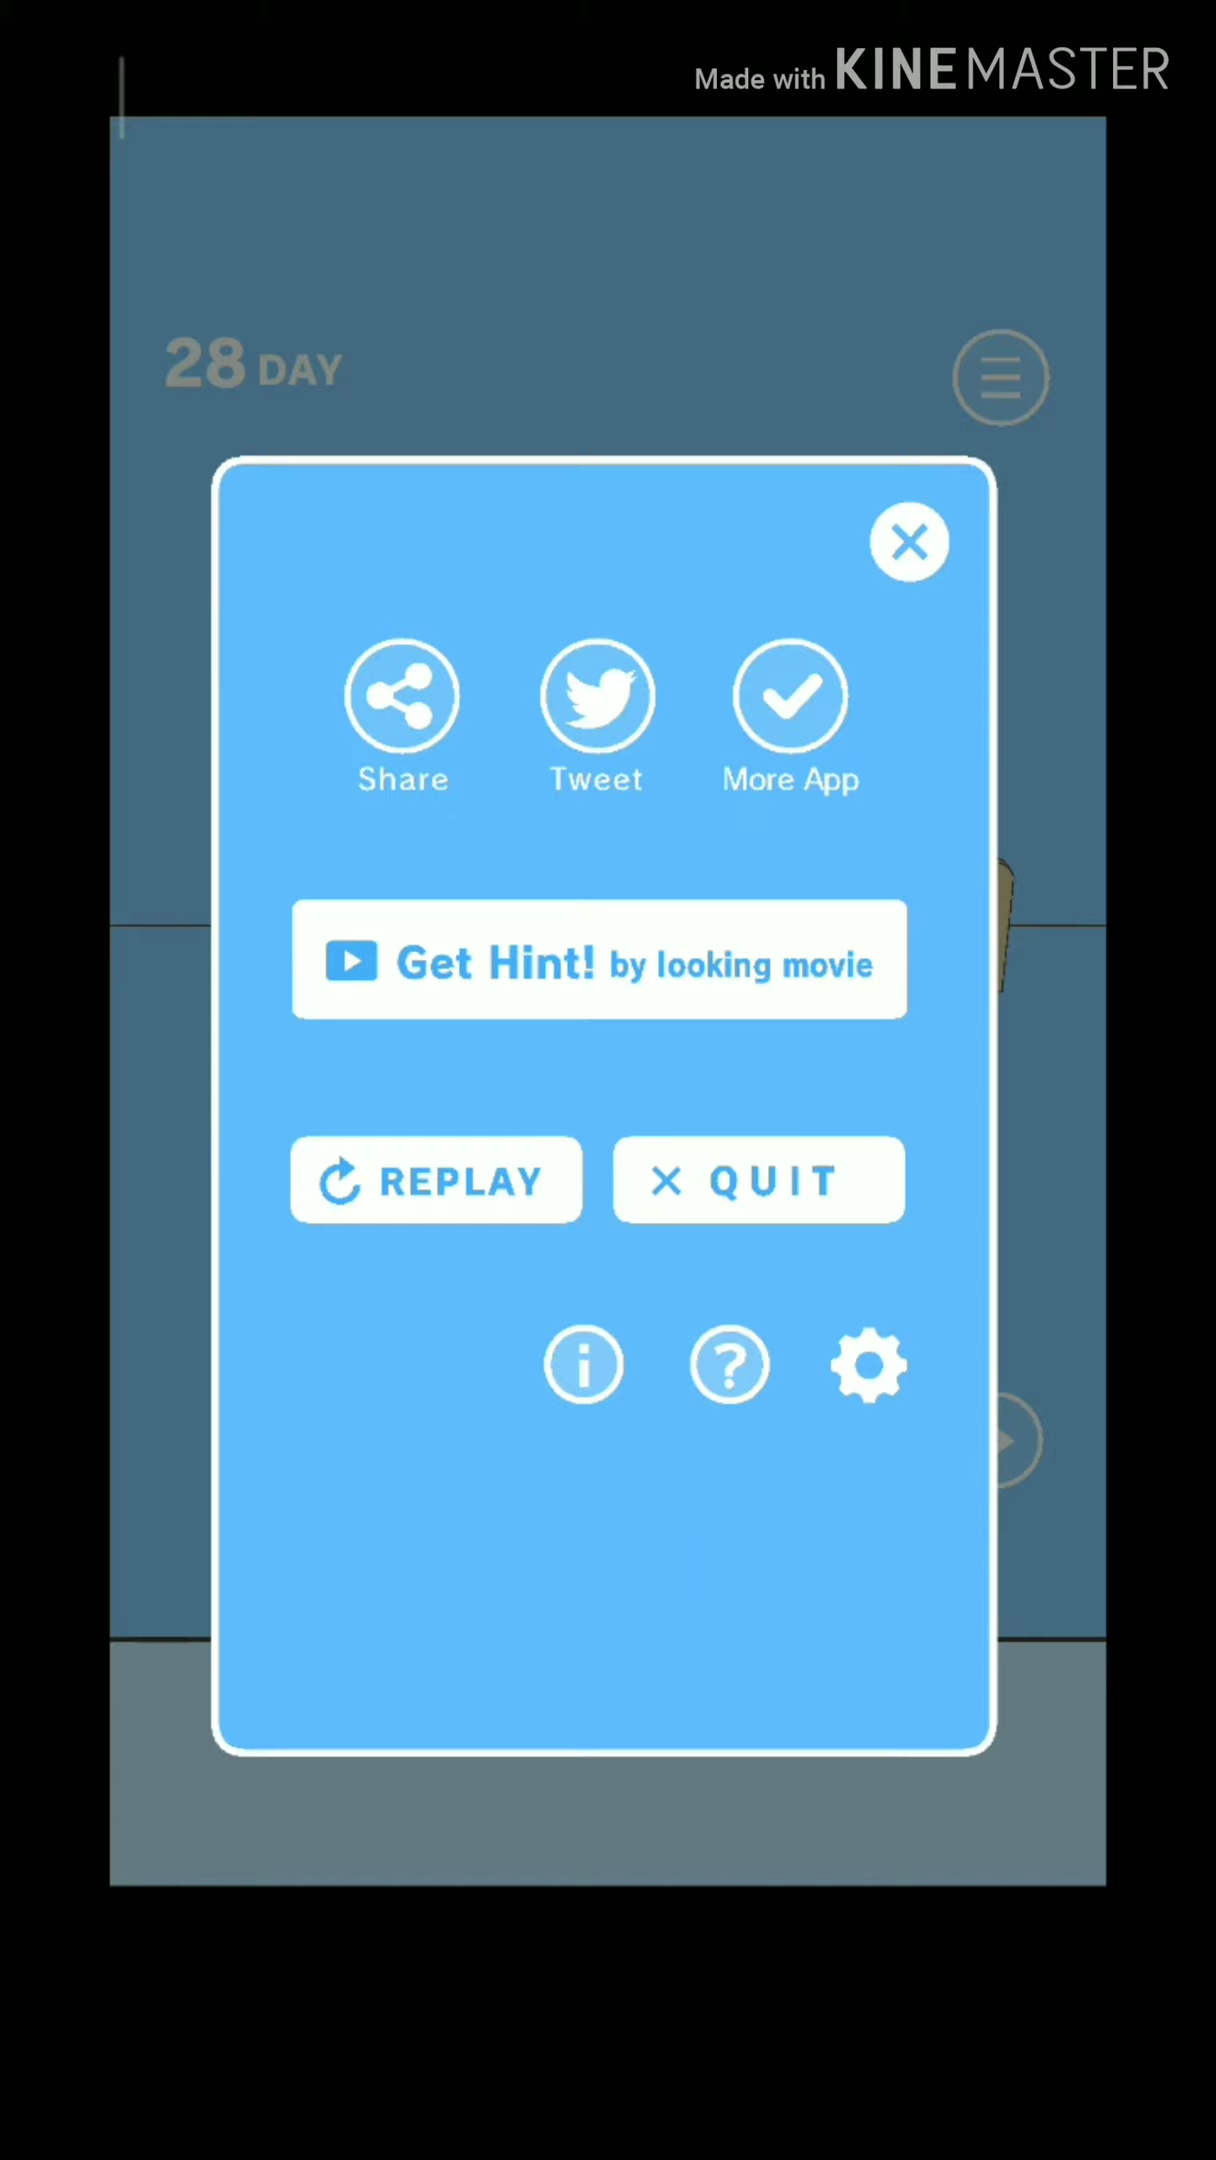 Made with KINEMASTER
28 DAY
Share Tweet More App
Get Hint! by looking movie
REPLAY × QUIT
i ?